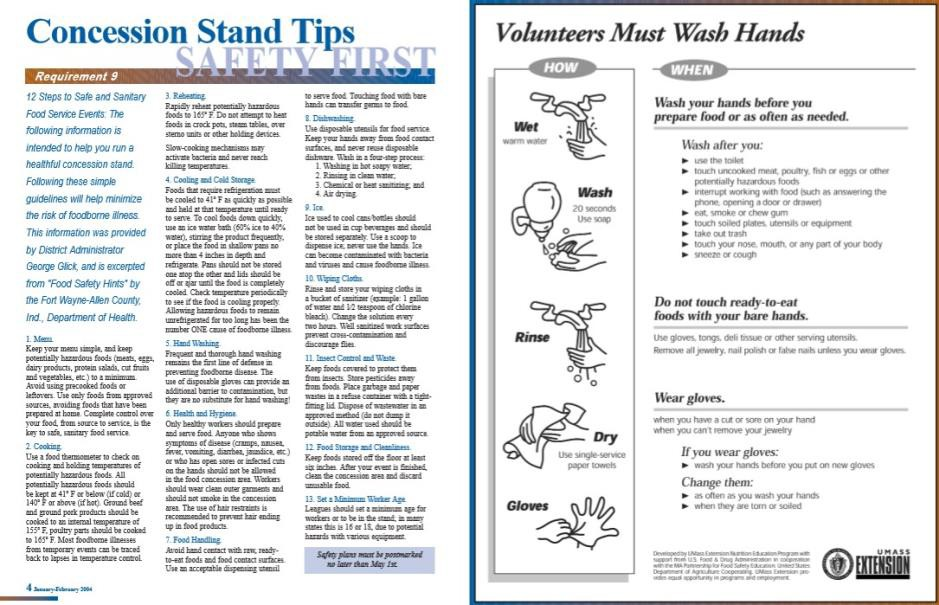 Concession Stand Tips
SAFETY FIRST
Requirement 9
12 Steps to Safe and Sanitary
Food Service Events: The
following information is
intended to help you run a
healthful concession stand.
Following these simple
guidelines will help minimize
the risk of foodborne illness.
This information was provided
by District Administrator
George Glick, and is excerpted
from "Food Safety Hints" by
the Fort Wayne-Allen County,
Ind., Department of Health.
1. Menu.
Keep your menu simple, and keep
potentially hazardous foods (meats, eggs,
dairy products, protein salads, cut fruits
and vegetables, etc.) to a minimum.
Avoid using precooked foods or
leftovers. Use only foods from approved
sources, avoiding foods that have been
prepared at home. Complete control over
your food, from source to service, is the
key to safe, sanitary food service.
2. Cooking.
Use a food thermometer to check on
cooking and holding temperatures of
potentially hazardous foods. All
potentially hazardous foods should
be kept at 41° F or below (if cold) or
140° F or above (if hot). Ground beef
and ground pork products should be
cooked to an internal temperature of
155° F, poultry parts should be cooked
to 165° F. Most foodborne illnesses
from temporary events can be traced
back to lapses in temperature control.
3. Reheating.
Rapidly reheat potentially hazardous
foods to 165° F. Do not attempt to heat
foods in crock pots, steam tables, over
sterno units or other holding devices.
Slow-cooking mechanisms may
activate bacteria and never reach
killing temperatures.
4. Cooling and Cold Storage.
Foods that require refrigeration must
be cooled to 41° F as quickly as possible
and held at that temperature until ready
to serve. To cool foods down quickly,
use an ice water bath (60% ice to 40%
water), stirring the product frequently,
or place the food in shallow pans no
more than 4 inches in depth and
refrigerate. Pans should not be stored
one atop the other and lids should be
off or ajar until the food is completely
cooled. Check temperature periodically
to see if the food is cooling properly.
Allowing hazardous foods to remain
unrefrigerated for too long has been the
number ONE cause of foodborne illness.
5. Hand Washing.
Frequent and thorough hand washing
remains the first line of defense in
preventing foodborne disease. The
use of disposable gloves can provide an
additional barrier to contamination, but
they are no substitute for hand washing!
6. Health and Hygiene.
Only healthy workers should prepare
and serve food. Anyone who shows
symptoms of disease (cramps, nausea,
fever, vomiting, diarrhea, jaundice, etc.)
or who has open sores or infected cuts
on the hands should not be allowed
in the food concession area. Workers
should wear clean outer garments and
should not smoke in the concession
area. The use of hair restraints is
recommended to prevent hair ending
up in food products.
7. Food Handling.
Avoid hand contact with raw, ready-
to-eat foods and food contact surfaces.
Use an acceptable dispensing utensil
to serve food. Touching food with bare
hands can transfer germs to food.
8. Dishwashing.
Use disposable utensils for food service.
Keep your hands away from food contact
surfaces, and never reuse disposable
dishware. Wash in a four-step process:
1. Washing in hot soapy water;
2. Rinsing in clean water;
3. Chemical or heat sanitizing; and
4. Air drying.
9. Ice.
Ice used to cool cans/bottles should
not be used in cup beverages and should
be stored separately. Use a scoop to
dispense ice, never use the hands. Ice
can become contaminated with bacteria
and viruses and cause foodborne illness.
10. Wiping Cloths.
Rinse and store your wiping cloths in
a bucket of sanitizer (example: 1 gallon
of water and 1/2 teaspoon of chlorine
bleach). Change the solution every
two hours. Well sanitized work surfaces
prevent cross-contamination and
discourage flies.
11. Insect Control and Waste.
Keep foods covered to protect them
from insects. Store pesticides away
from foods. Place garbage and paper
wastes in a refuse container with a tight-
fitting lid. Dispose of wastewater in an
approved method (do not dump it
outside). All water used should be
potable water from an approved source.
12. Food Storage and Cleanliness.
Keep foods stored off the floor at least
six inches. After your event is finished,
clean the concession area and discard
unusable food.
13. Set a Minimum Worker Age.
Leagues should set a minimum age for
workers or to be in the stand; in many
states this is 16 or 18, due to potential
hazards with various equipment.
Safety plans must be postmarked
no later than May 1st.
4 January-February 2004
Volunteers Must Wash Hands
HOW
Wet
warm water
Wash
20 seconds
Use soap
Rinse
Dry
Use single-service
paper towels
Gloves
WHEN
Wash your hands before you
prepare food or as often as needed.
Wash after you:
► use the toilet
► touch uncooked meat, poultry, fish or eggs or other
potentially hazardous foods
► interrupt working with food (such as answering the
phone, opening a door or drawer)
► eat, smoke or chew gum
► touch soiled plates, utensils or equipment
► take out trash
► touch your nose, mouth, or any part of your body
► sneeze or cough
Do not touch ready-to-eat
foods with your bare hands.
Use gloves, tongs, deli tissue or other serving utensils.
Remove all jewelry, nail polish or false nails unless you wear gloves.
Wear gloves.
when you have a cut or sore on your hand
when you can't remove your jewelry
If you wear gloves:
► wash your hands before you put on new gloves
Change them:
► as often as you wash your hands
► when they are torn or soiled
Developed by UMass Extension Nutrition Education Program with
support from U.S. Food & Drug Administration in cooperation
with the MA Partnership for Food Safety Education. United States
Department of Agriculture Cooperating. UMass Extension pro-
vides equal opportunity in programs and employment.
UMASS
EXTENSION